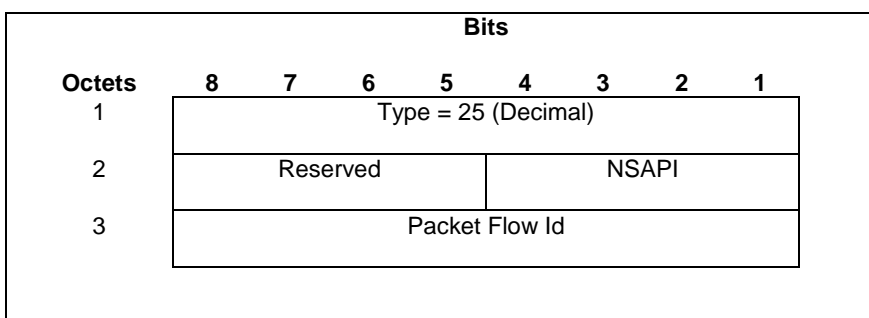 Bits
Octets 8 7 6 5 4 3 2 1
1 Type = 25 (Decimal)
2 Reserved NSAPI
3 Packet Flow Id